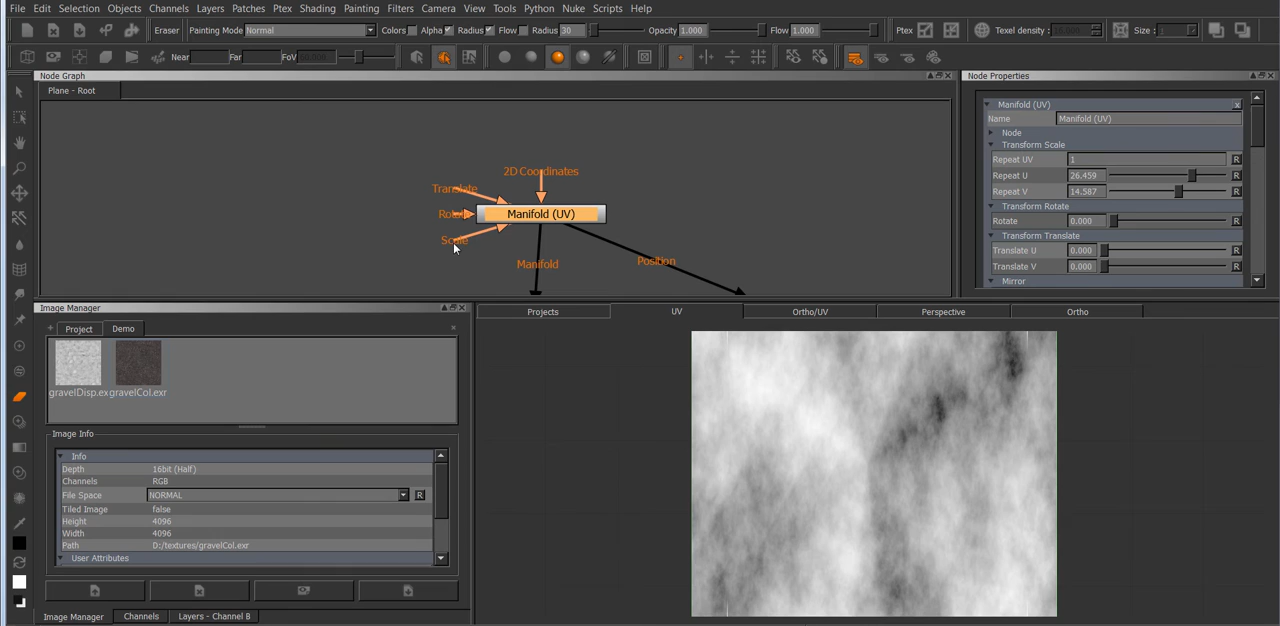 File Edit Selection Objects Channels Layers Patches Ptex Shading Painting Filters Camera View Tools Python Nuke Scripts Help
Eraser Painting Mode Normal Colors Alpha Radius Flow Radius 30 Opacity 1.000 Flow 1.000 Ptex Texel density : Size : 1
Near Far FoV
Node Graph
Plane - Root
2D Coordinates
Translate
Rotate
Manifold (UV)
Scale
Manifold
Position
Node Properties
Manifold (UV) x
Name Manifold (UV)
Node
Transform Scale
Repeat UV 1 R
Repeat U 26.459 R
Repeat V 14.587 R
Transform Rotate
Rotate 0.000 R
Transform Translate
Translate U 0.000 R
Translate V 0.000 R
Mirror
Image Manager
Project Demo
gravelDisp.ex gravelCol.exr
Image Info
Info
Depth 16bit (Half)
Channels RGB
File Space NORMAL R
Tiled Image false
Height 4096
Width 4096
Path D:/textures/gravelCol.exr
User Attributes
Image Manager Channels Layers - Channel B
Projects UV Ortho/UV Perspective Ortho